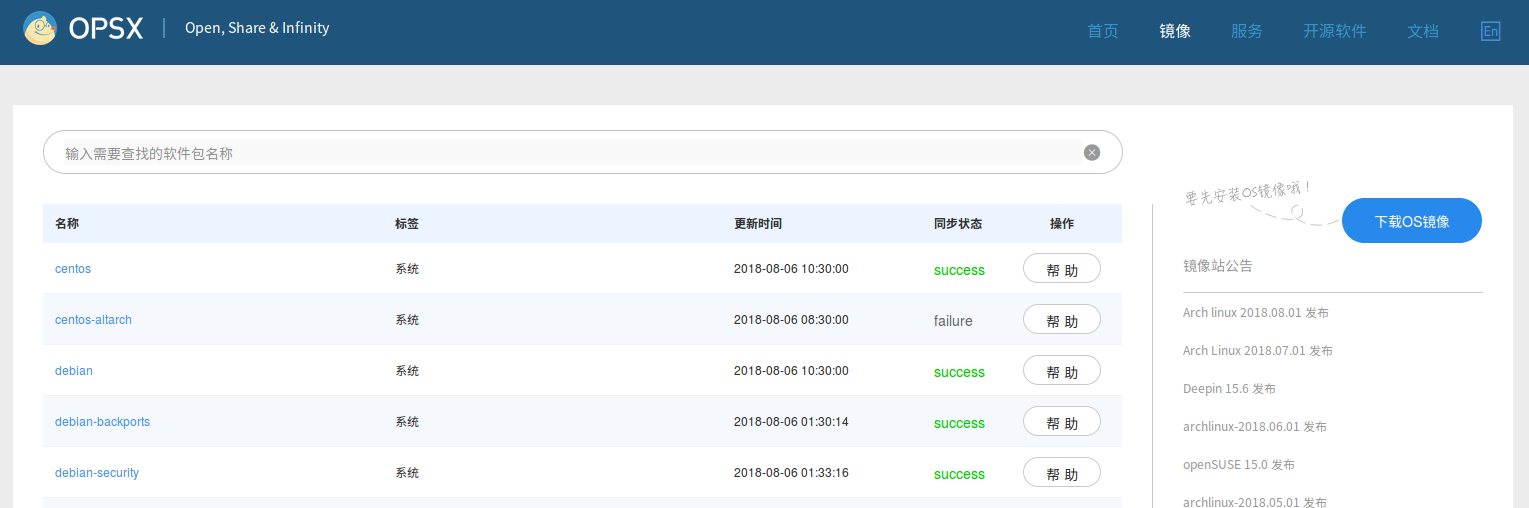 OPSX | Open, Share & Infinity 首页 镜像 服务 开源软件 文档 En
输入需要查找的软件包名称
名称 标签 更新时间 同步状态 操作
centos 系统 2018-08-06 10:30:00 success 帮 助
centos-altarch 系统 2018-08-06 08:30:00 failure 帮 助
debian 系统 2018-08-06 10:30:00 success 帮 助
debian-backports 系统 2018-08-06 01:30:14 success 帮 助
debian-security 系统 2018-08-06 01:33:16 success 帮 助
要先安装OS镜像哦！
下载OS镜像
镜像站公告
Arch linux 2018.08.01 发布
Arch Linux 2018.07.01 发布
Deepin 15.6 发布
archlinux-2018.06.01 发布
openSUSE 15.0 发布
archlinux-2018.05.01 发布